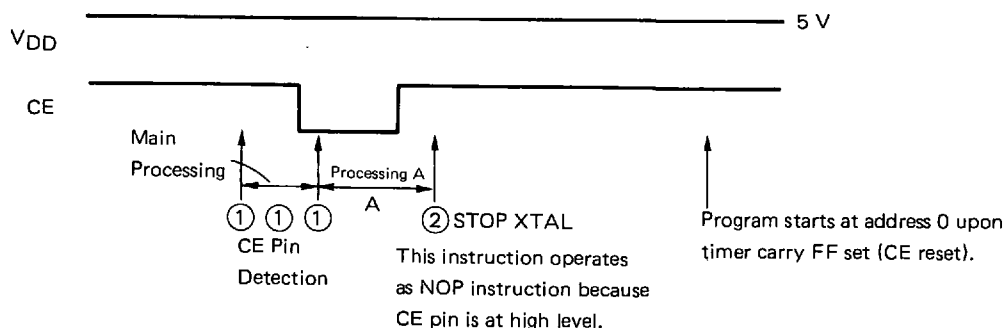 5 V
VDD
CE
Main
Processing
Processing A
A
① ① ①
CE Pin
Detection
② STOP XTAL
This instruction operates
as NOP instruction because
CE pin is at high level.
Program starts at address 0 upon
timer carry FF set (CE reset).